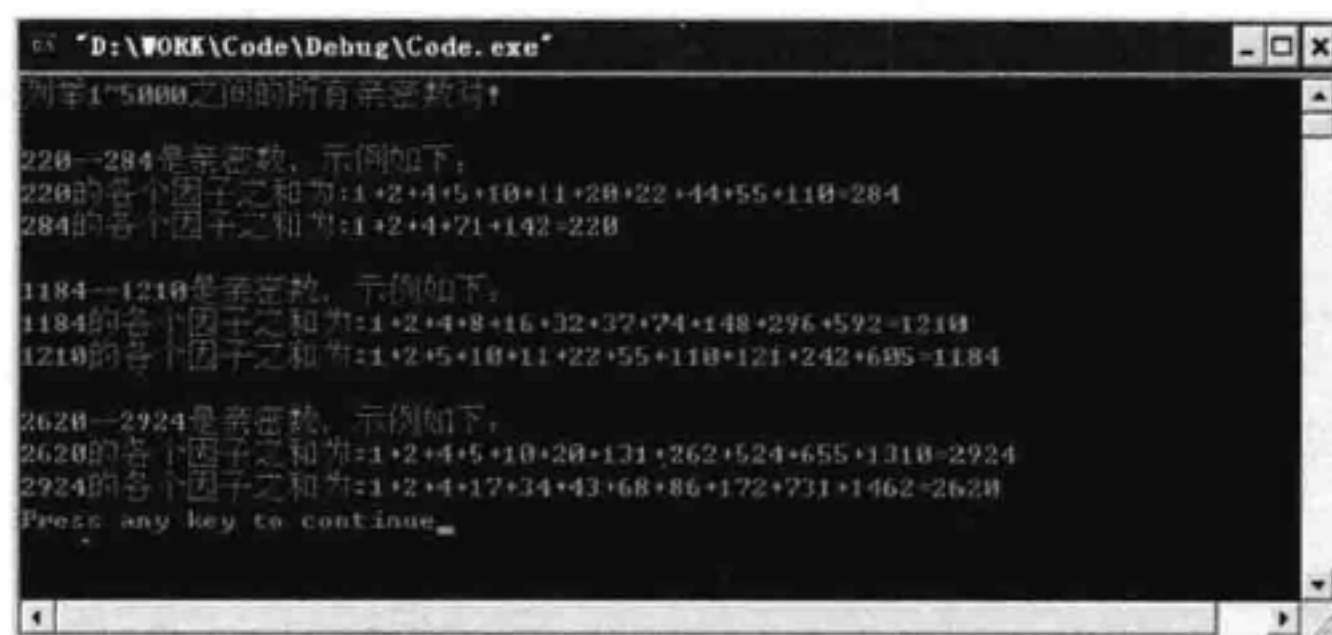 "D:\WORK\Code\Debug\Code.exe"
列举1~5000之间的所有亲密数对!
220--284是亲密数, 示例如下:
220的各个因子之和为:1+2+4+5+10+11+20+22+44+55+110=284
284的各个因子之和为:1+2+4+71+142=220
1184--1210是亲密数, 示例如下:
1184的各个因子之和为:1+2+4+8+16+32+37+74+148+296+592=1210
1210的各个因子之和为:1+2+5+10+11+22+55+110+121+242+605=1184
2620--2924是亲密数, 示例如下:
2620的各个因子之和为:1+2+4+5+10+20+131+262+524+655+1310=2924
2924的各个因子之和为:1+2+4+17+34+43+68+86+172+731+1462=2620
Press any key to continue